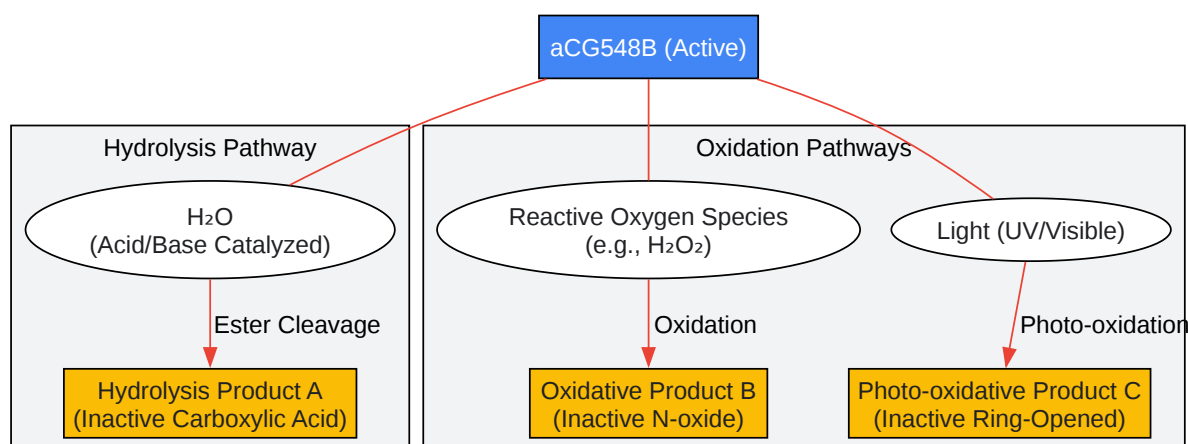 aCG548B (Active)
Hydrolysis Pathway
Oxidation Pathways
H₂O
(Acid/Base Catalyzed)
Reactive Oxygen Species
(e.g., H₂O₂)
Light (UV/Visible)
Ester Cleavage
Oxidation
Photo-oxidation
Hydrolysis Product A
(Inactive Carboxylic Acid)
Oxidative Product B
(Inactive N-oxide)
Photo-oxidative Product C
(Inactive Ring-Opened)